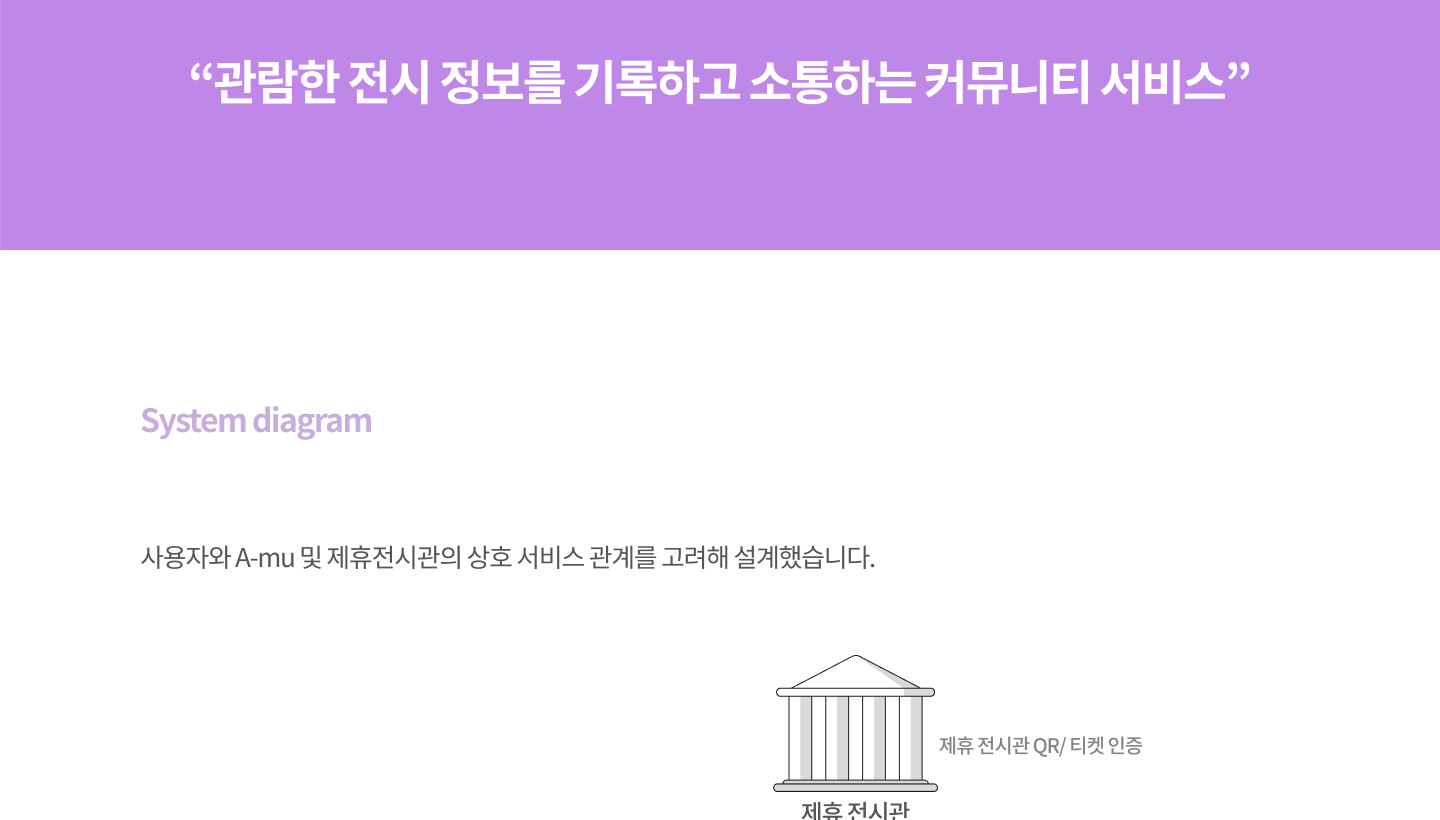 “관람한 전시 정보를 기록하고 소통하는 커뮤니티 서비스”
System diagram
사용자와 A-mu 및 제휴전시관의 상호 서비스 관계를 고려해 설계했습니다.
제휴 전시관 QR/ 티켓 인증
제휴 전시관